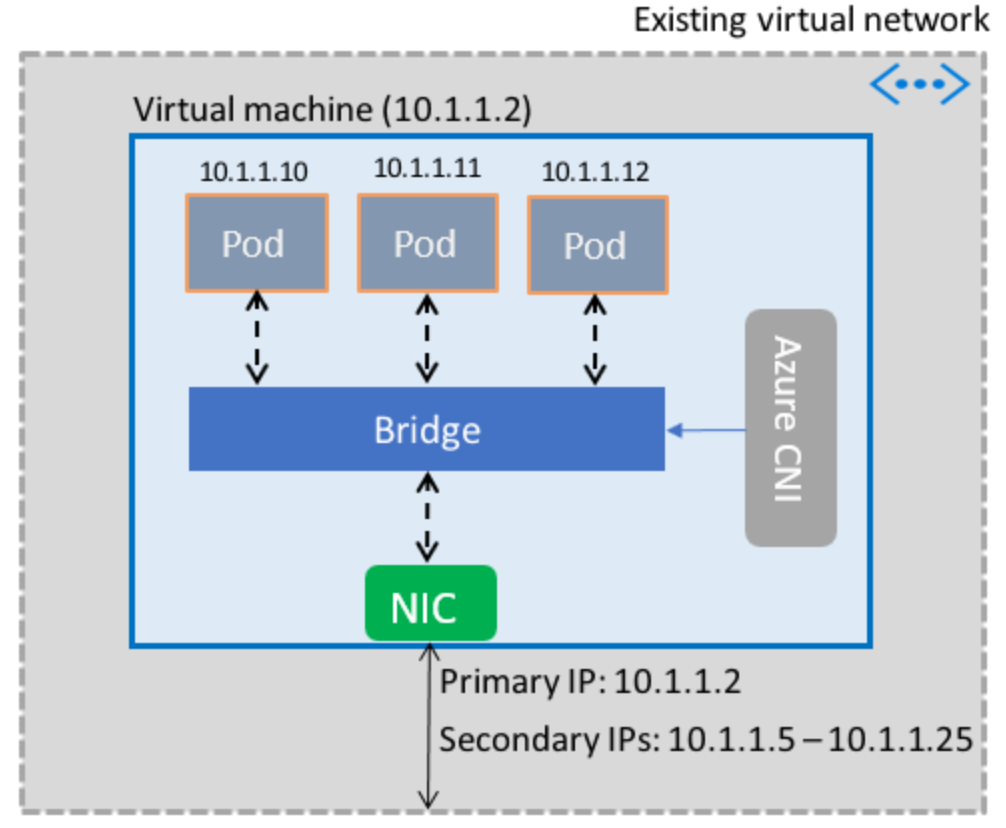 Existing virtual network
Virtual machine (10.1.1.2)
10.1.1.10
10.1.1.11
10.1.1.12
Pod
Pod
Pod
Azure CNI
Bridge
NIC
Primary IP: 10.1.1.2
Secondary IPs: 10.1.1.5 – 10.1.1.25